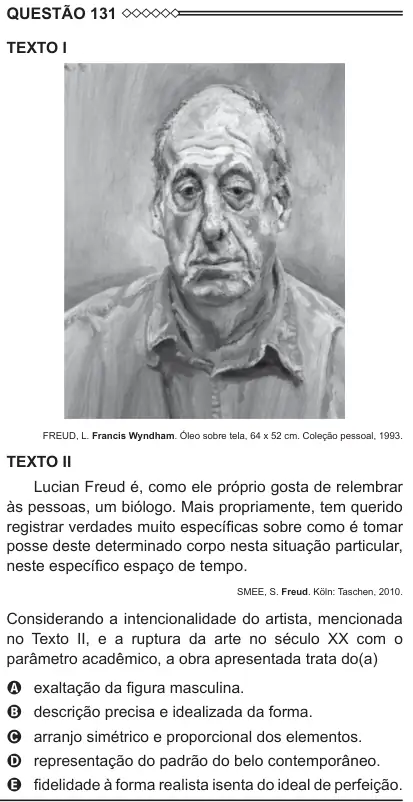 QUESTÃO 131
TEXTO I
FREUD, L. Francis Wyndham. Óleo sobre tela, 64 x 52 cm. Coleção pessoal, 1993.
TEXTO II
Lucian Freud é, como ele próprio gosta de relembrar
às pessoas, um biólogo. Mais propriamente, tem querido
registrar verdades muito específicas sobre como é tomar
posse deste determinado corpo nesta situação particular,
neste específico espaço de tempo.
SMEE, S. Freud. Köln: Taschen, 2010.
Considerando a intencionalidade do artista, mencionada
no Texto II, e a ruptura da arte no século XX com o
parâmetro acadêmico, a obra apresentada trata do(a)
A exaltação da figura masculina.
B descrição precisa e idealizada da forma.
C arranjo simétrico e proporcional dos elementos.
D representação do padrão do belo contemporâneo.
E fidelidade à forma realista isenta do ideal de perfeição.